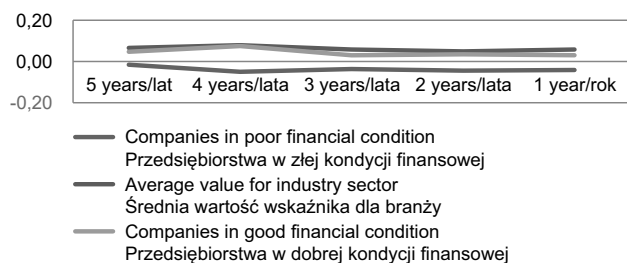 0,20
0,00
5 years/lat 4 years/lata 3 years/lata 2 years/lata 1 year/rok
-0,20
Companies in poor financial condition
Przedsiębiorstwa w złej kondycji finansowej
Average value for industry sector
Średnia wartość wskaźnika dla branży
Companies in good financial condition
Przedsiębiorstwa w dobrej kondycji finansowej